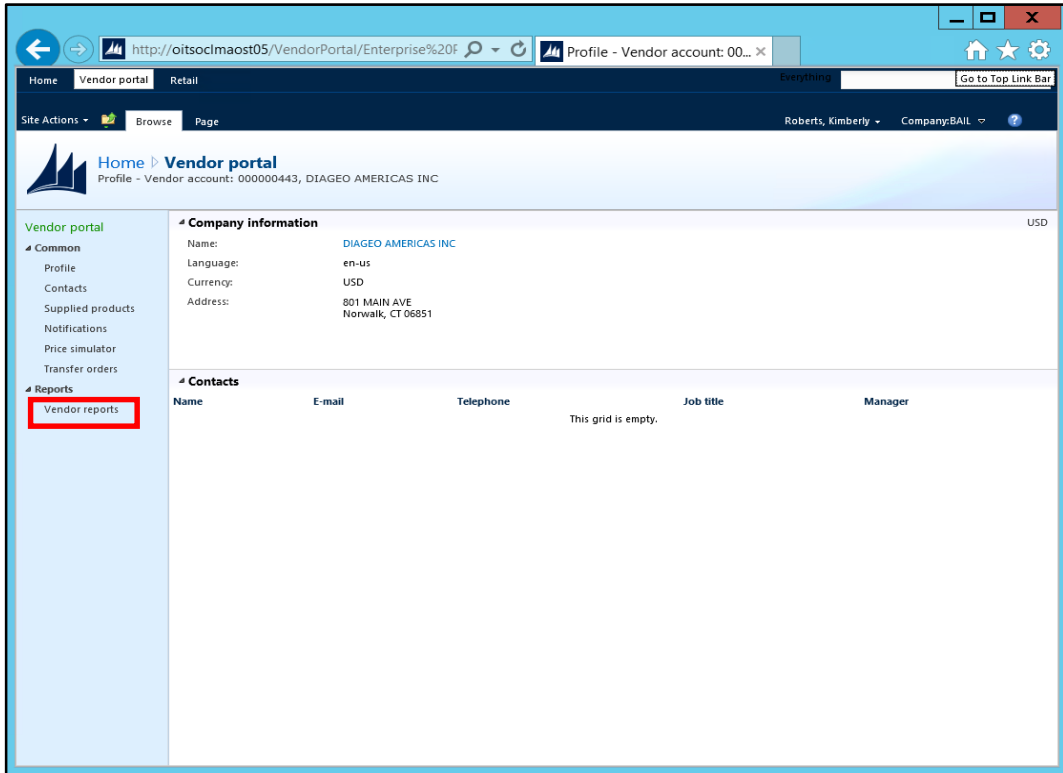 http://oitsoclmaost05/VendorPortal/Enterprise%20F
Profile - Vendor account: 00...
Home Vendor portal Retail Everything Go to Top Link Bar
Site Actions Browse Page Roberts, Kimberly Company:BAIL
Home Vendor portal
Profile - Vendor account: 000000443, DIAGEO AMERICAS INC
Vendor portal
Common
Profile
Contacts
Supplied products
Notifications
Price simulator
Transfer orders
Reports
Vendor reports
Company information USD
Name: DIAGEO AMERICAS INC
Language: en-us
Currency: USD
Address: 801 MAIN AVE
Norwalk, CT 06851
Contacts
Name E-mail Telephone Job title Manager
This grid is empty.